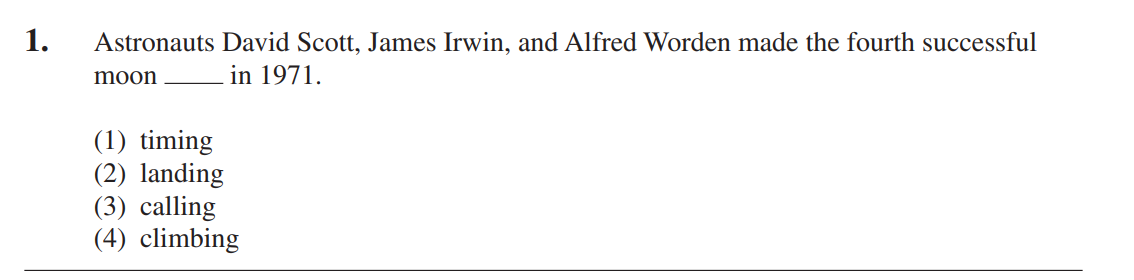 1. Astronauts David Scott, James Irwin, and Alfred Worden made the fourth successful
moon ____ in 1971.
(1) timing
(2) landing
(3) calling
(4) climbing